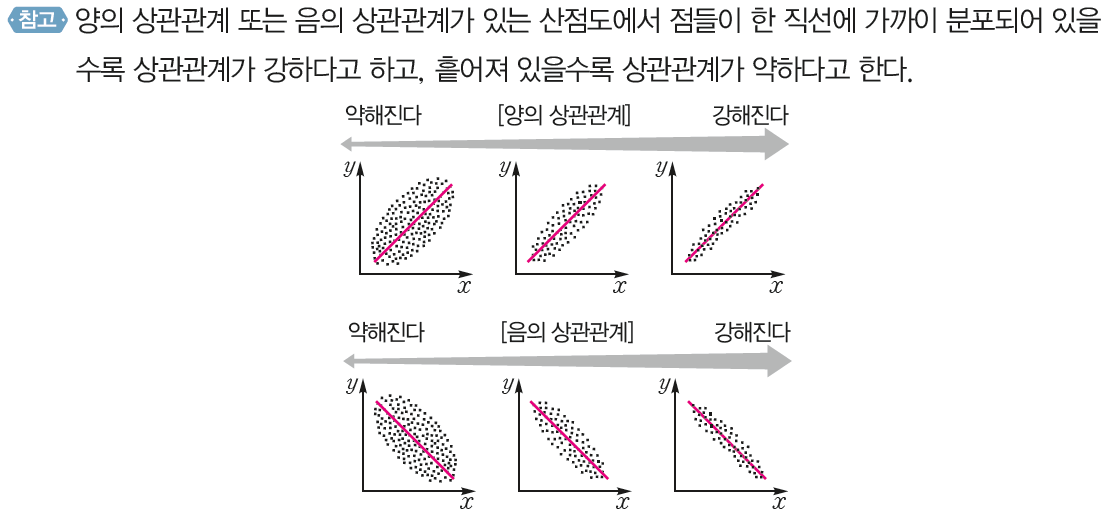 참고 양의 상관관계 또는 음의 상관관계가 있는 산점도에서 점들이 한 직선에 가까이 분포되어 있을
수록 상관관계가 강하다고 하고, 흩어져 있을수록 상관관계가 약하다고 한다.
약해진다 [양의 상관관계] 강해진다
y y y
x x x
약해진다 [음의 상관관계] 강해진다
y y y
x x x